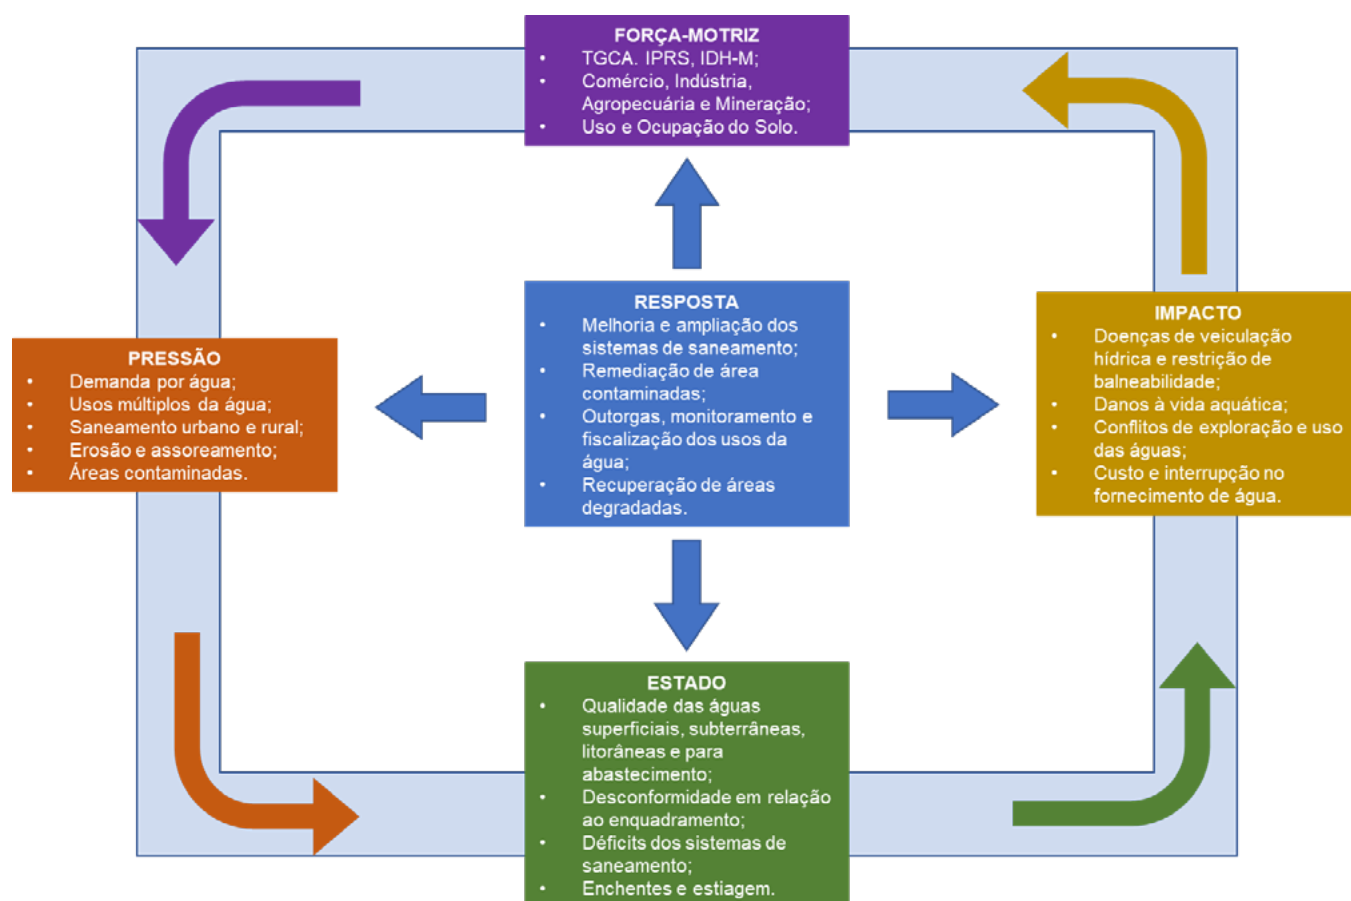 FORÇA-MOTRIZ
• TGCA. IPRS, IDH-M;
• Comércio, Indústria,
Agropecuária e Mineração;
• Uso e Ocupação do Solo.
RESPOSTA
• Melhoria e ampliação dos
sistemas de saneamento;
• Remediação de área
contaminadas;
• Outorgas, monitoramento e
fiscalização dos usos da
água;
• Recuperação de áreas
degradadas.
IMPACTO
• Doenças de veiculação
hídrica e restrição de
balneabilidade;
• Danos à vida aquática;
• Conflitos de exploração e uso
das águas;
• Custo e interrupção no
fornecimento de água.
PRESSÃO
• Demanda por água;
• Usos múltiplos da água;
• Saneamento urbano e rural;
• Erosão e assoreamento;
• Áreas contaminadas.
ESTADO
• Qualidade das águas
superficiais, subterrâneas,
litorâneas e para
abastecimento;
• Desconformidade em relação
ao enquadramento;
• Déficits dos sistemas de
saneamento;
• Enchentes e estiagem.